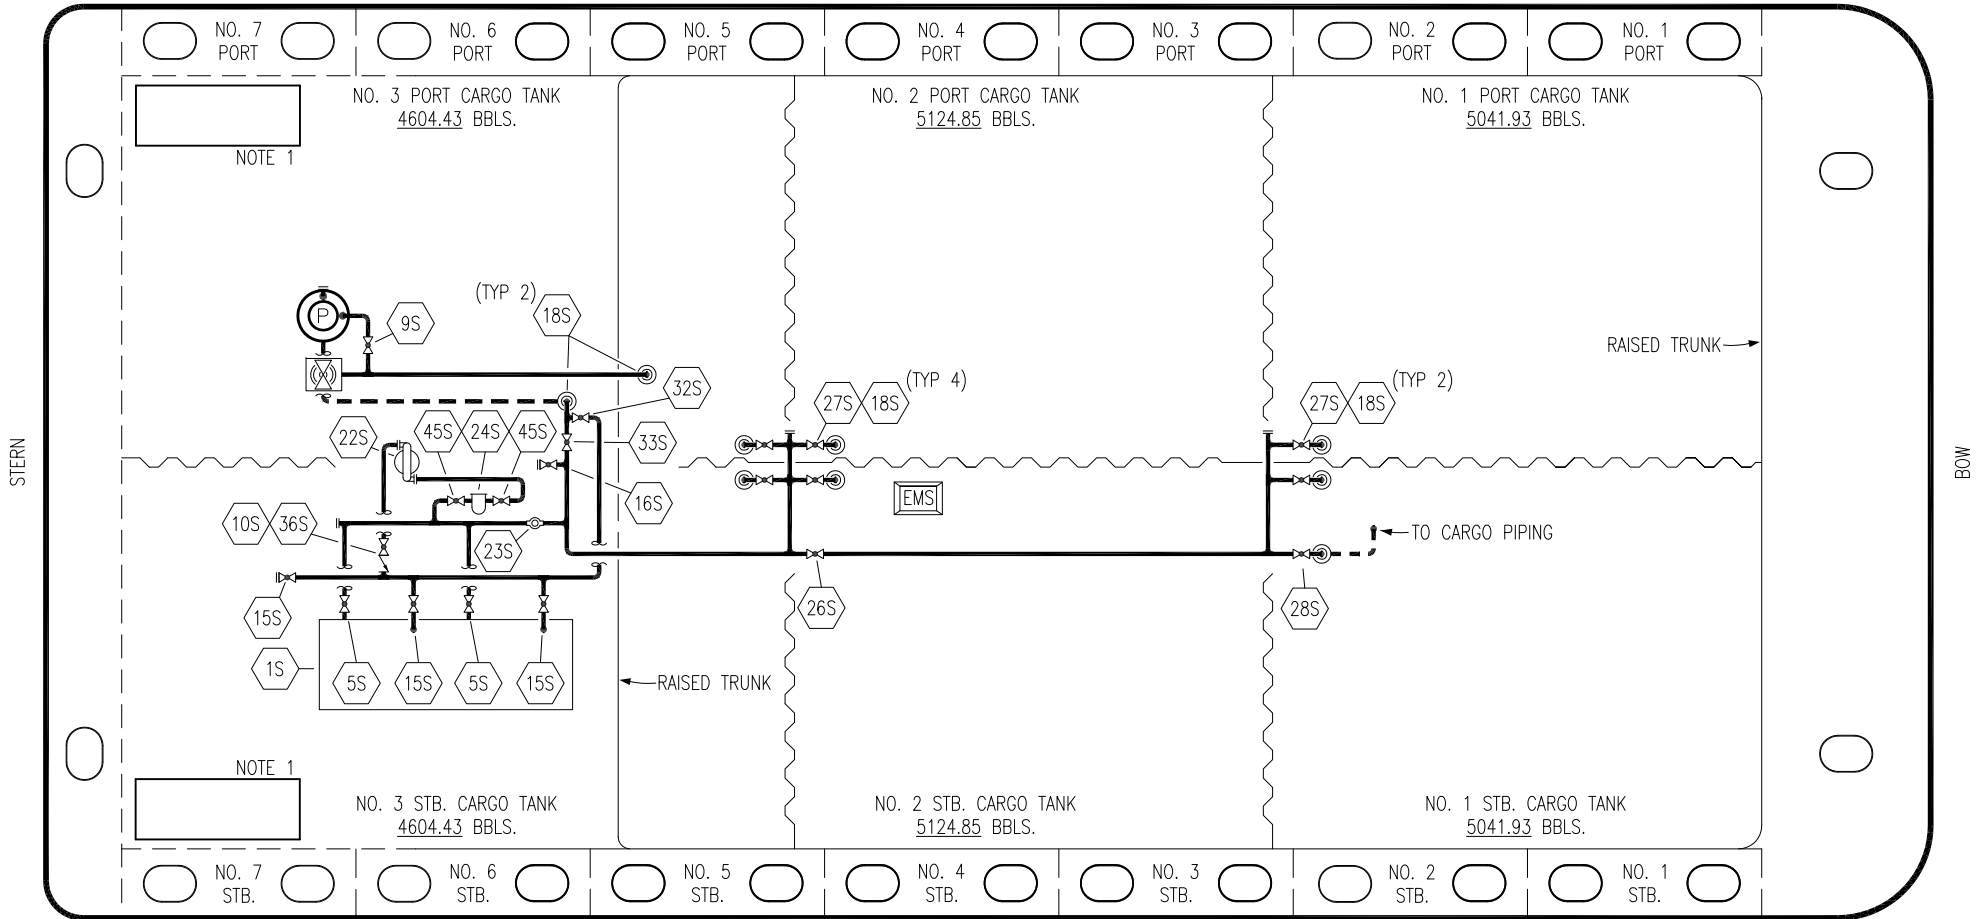 NO. 7
PORT
NO. 6
PORT
NO. 5
PORT
NO. 4
PORT
NO. 3
PORT
NO. 2
PORT
NO. 1
PORT
NO. 3 PORT CARGO TANK
4604.43 BBLS.
NO. 2 PORT CARGO TANK
5124.85 BBLS.
NO. 1 PORT CARGO TANK
5041.93 BBLS.
NOTE 1
(TYP 2)
18S
9S
P
RAISED TRUNK
32S
27S 18S
(TYP 4)
27S 18S
(TYP 2)
22S
45S 24S 45S
33S
STERN
BOW
16S
EMS
10S 36S
23S
TO CARGO PIPING
15S
26S
28S
1S
5S
15S
5S
15S
RAISED TRUNK
NOTE 1
NO. 3 STB. CARGO TANK
4604.43 BBLS.
NO. 2 STB. CARGO TANK
5124.85 BBLS.
NO. 1 STB. CARGO TANK
5041.93 BBLS.
NO. 7
STB.
NO. 6
STB.
NO. 5
STB.
NO. 4
STB.
NO. 3
STB.
NO. 2
STB.
NO. 1
STB.